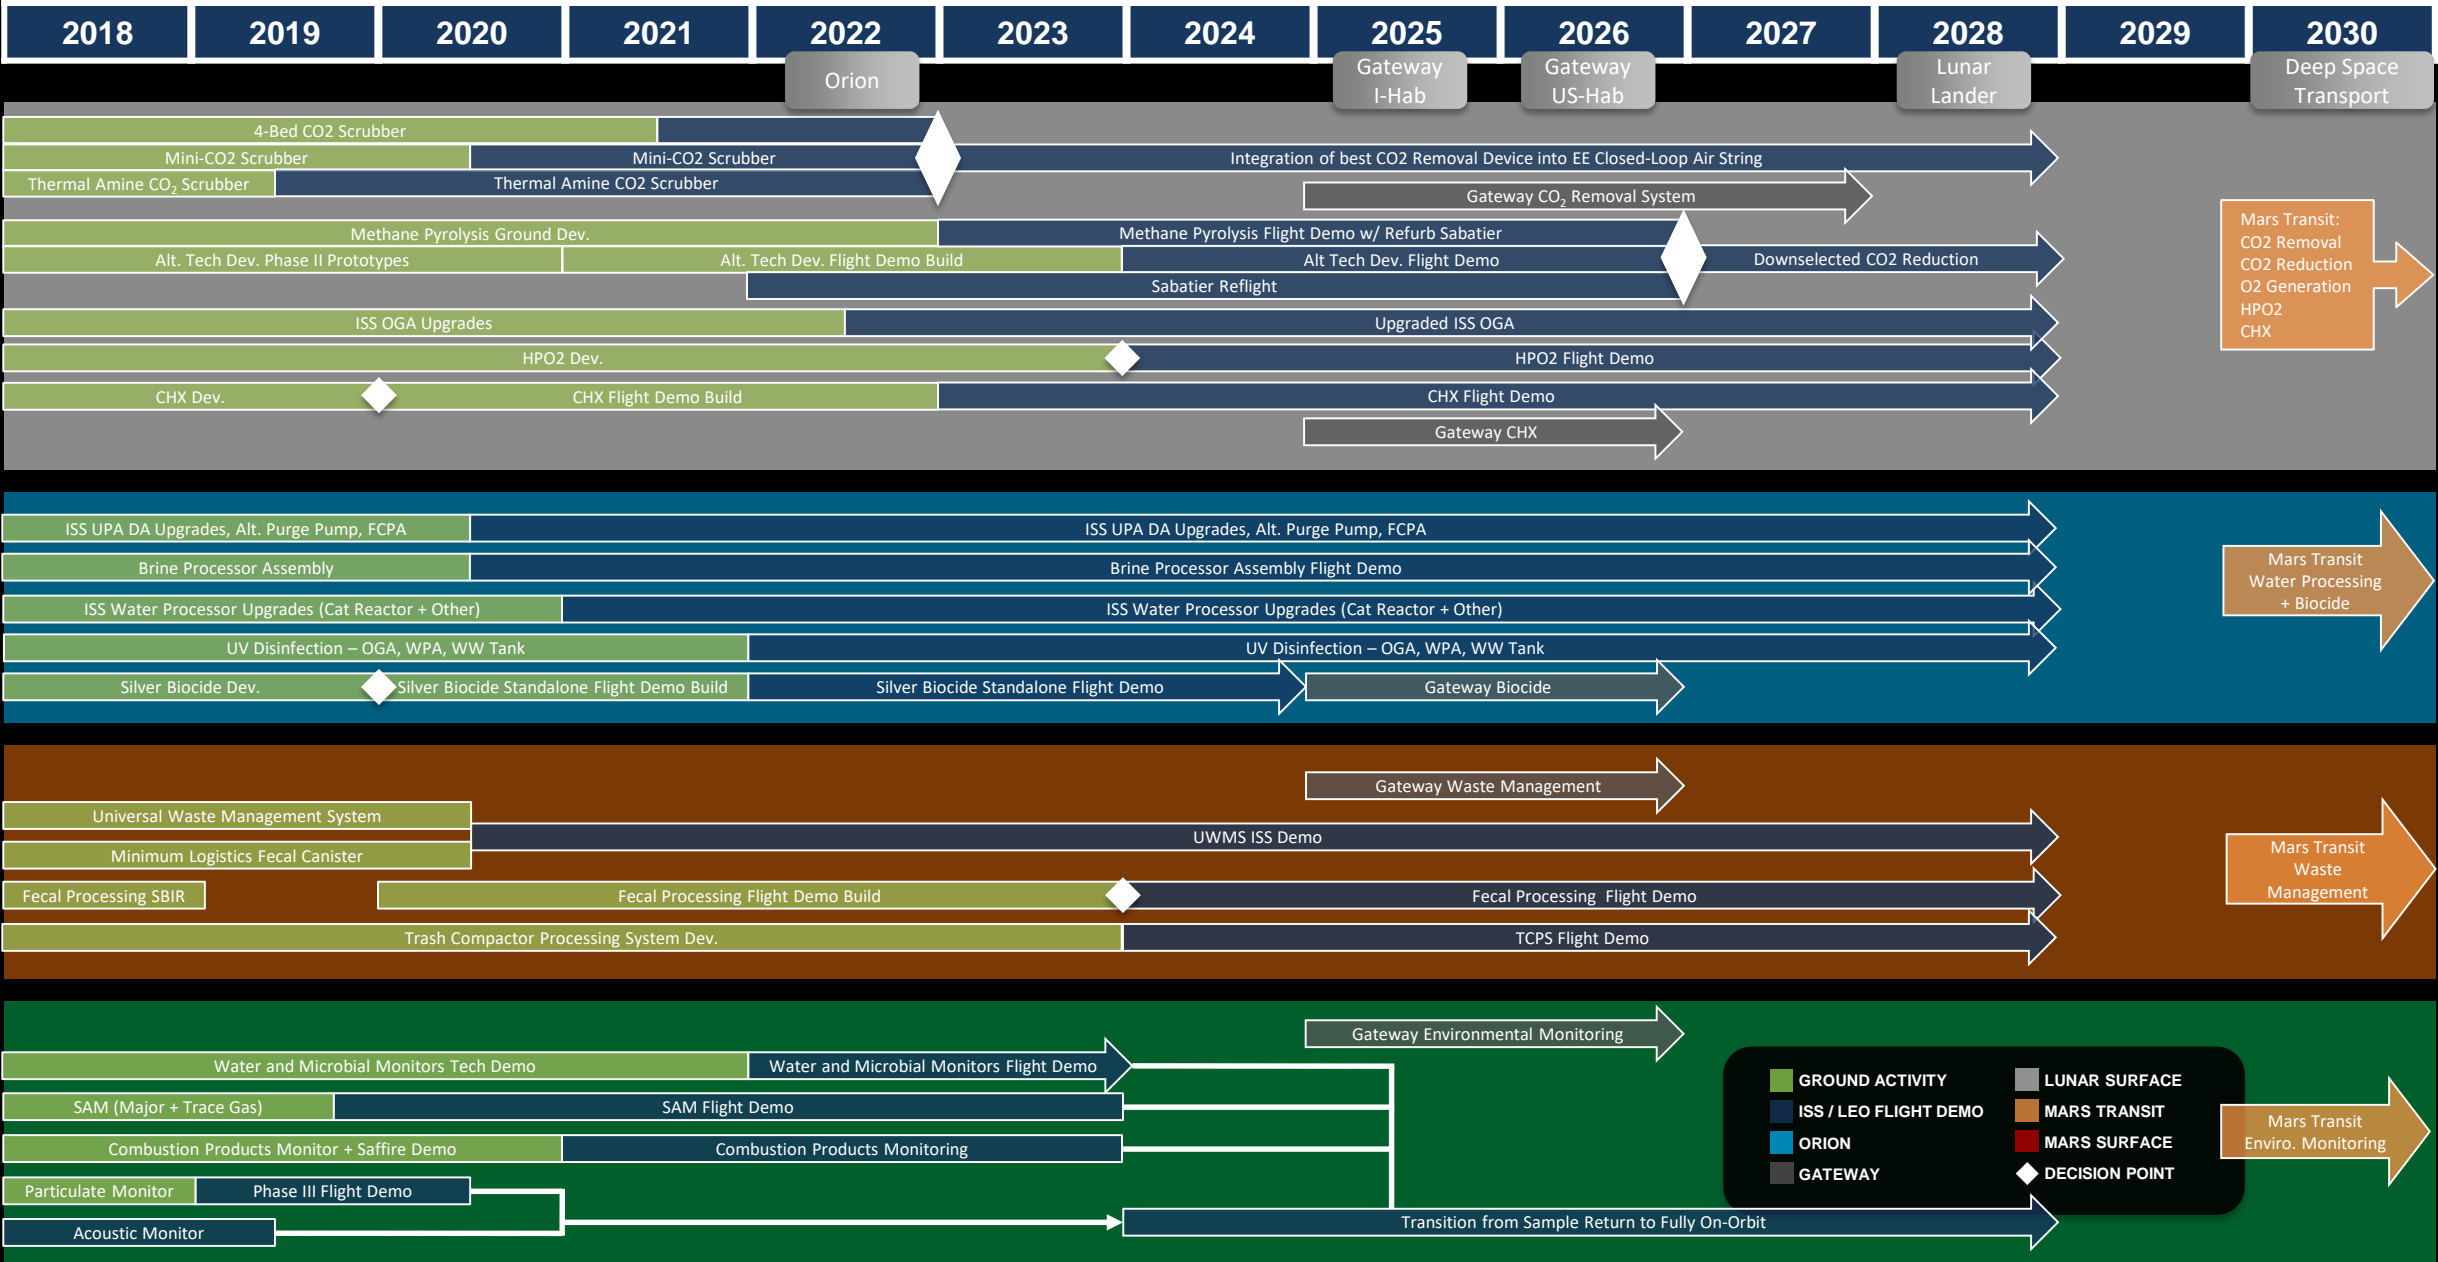 2018
2019
2020
2021
2022
2023
2024
2025
2026
2027
2028
2029
2030
Orion
Gateway
I-Hab
Gateway
US-Hab
Lunar
Lander
Deep Space
Transport
4-Bed CO2 Scrubber
Mini-CO2 Scrubber
Mini-CO2 Scrubber
Integration of best CO2 Removal Device into EE Closed-Loop Air String
Thermal Amine CO₂ Scrubber
Thermal Amine CO2 Scrubber
Gateway CO₂ Removal System
Methane Pyrolysis Ground Dev.
Methane Pyrolysis Flight Demo w/ Refurb Sabatier
Alt. Tech Dev. Phase II Prototypes
Alt. Tech Dev. Flight Demo Build
Alt Tech Dev. Flight Demo
Downselected CO2 Reduction
Sabatier Reflight
ISS OGA Upgrades
Upgraded ISS OGA
HPO2 Dev.
HPO2 Flight Demo
CHX Dev.
CHX Flight Demo Build
CHX Flight Demo
Gateway CHX
Mars Transit:
CO2 Removal
CO2 Reduction
O2 Generation
HPO2
CHX
ISS UPA DA Upgrades, Alt. Purge Pump, FCPA
ISS UPA DA Upgrades, Alt. Purge Pump, FCPA
Brine Processor Assembly
Brine Processor Assembly Flight Demo
ISS Water Processor Upgrades (Cat Reactor + Other)
ISS Water Processor Upgrades (Cat Reactor + Other)
UV Disinfection – OGA, WPA, WW Tank
UV Disinfection – OGA, WPA, WW Tank
Silver Biocide Dev.
Silver Biocide Standalone Flight Demo Build
Silver Biocide Standalone Flight Demo
Gateway Biocide
Mars Transit
Water Processing
+ Biocide
Gateway Waste Management
Universal Waste Management System
UWMS ISS Demo
Minimum Logistics Fecal Canister
Fecal Processing SBIR
Fecal Processing Flight Demo Build
Fecal Processing Flight Demo
Trash Compactor Processing System Dev.
TCPS Flight Demo
Mars Transit
Waste
Management
Gateway Environmental Monitoring
Water and Microbial Monitors Tech Demo
Water and Microbial Monitors Flight Demo
SAM (Major + Trace Gas)
SAM Flight Demo
Combustion Products Monitor + Saffire Demo
Combustion Products Monitoring
Particulate Monitor
Phase III Flight Demo
Acoustic Monitor
Transition from Sample Return to Fully On-Orbit
GROUND ACTIVITY
ISS / LEO FLIGHT DEMO
ORION
GATEWAY
LUNAR SURFACE
MARS TRANSIT
MARS SURFACE
DECISION POINT
Mars Transit
Enviro. Monitoring